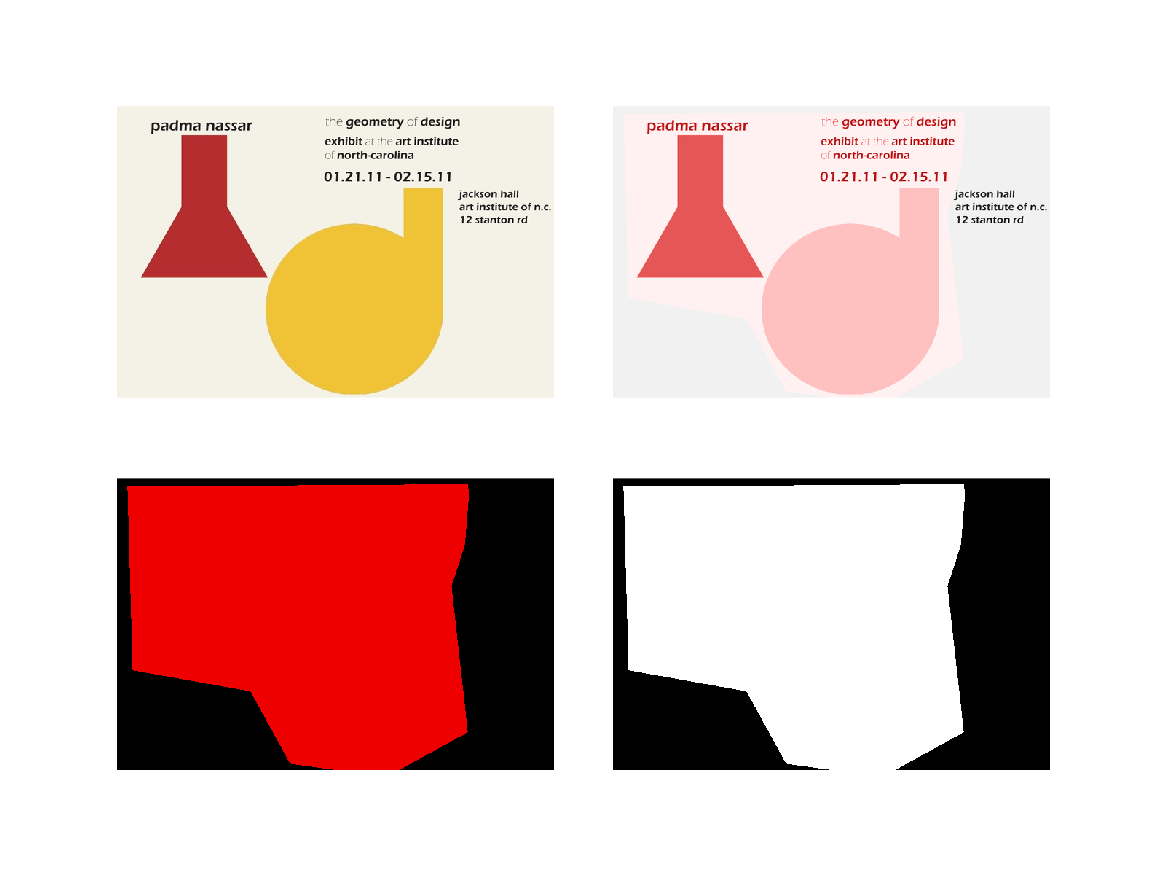 padma nassar
the geometry of design
exhibit at the art institute
of north-carolina
01.21.11 - 02.15.11
jackson hall
art institute of n.c.
12 stanton rd
padma nassar
the geometry of design
exhibit at the art institute
of north-carolina
01.21.11 - 02.15.11
jackson hall
art institute of n.c.
12 stanton rd